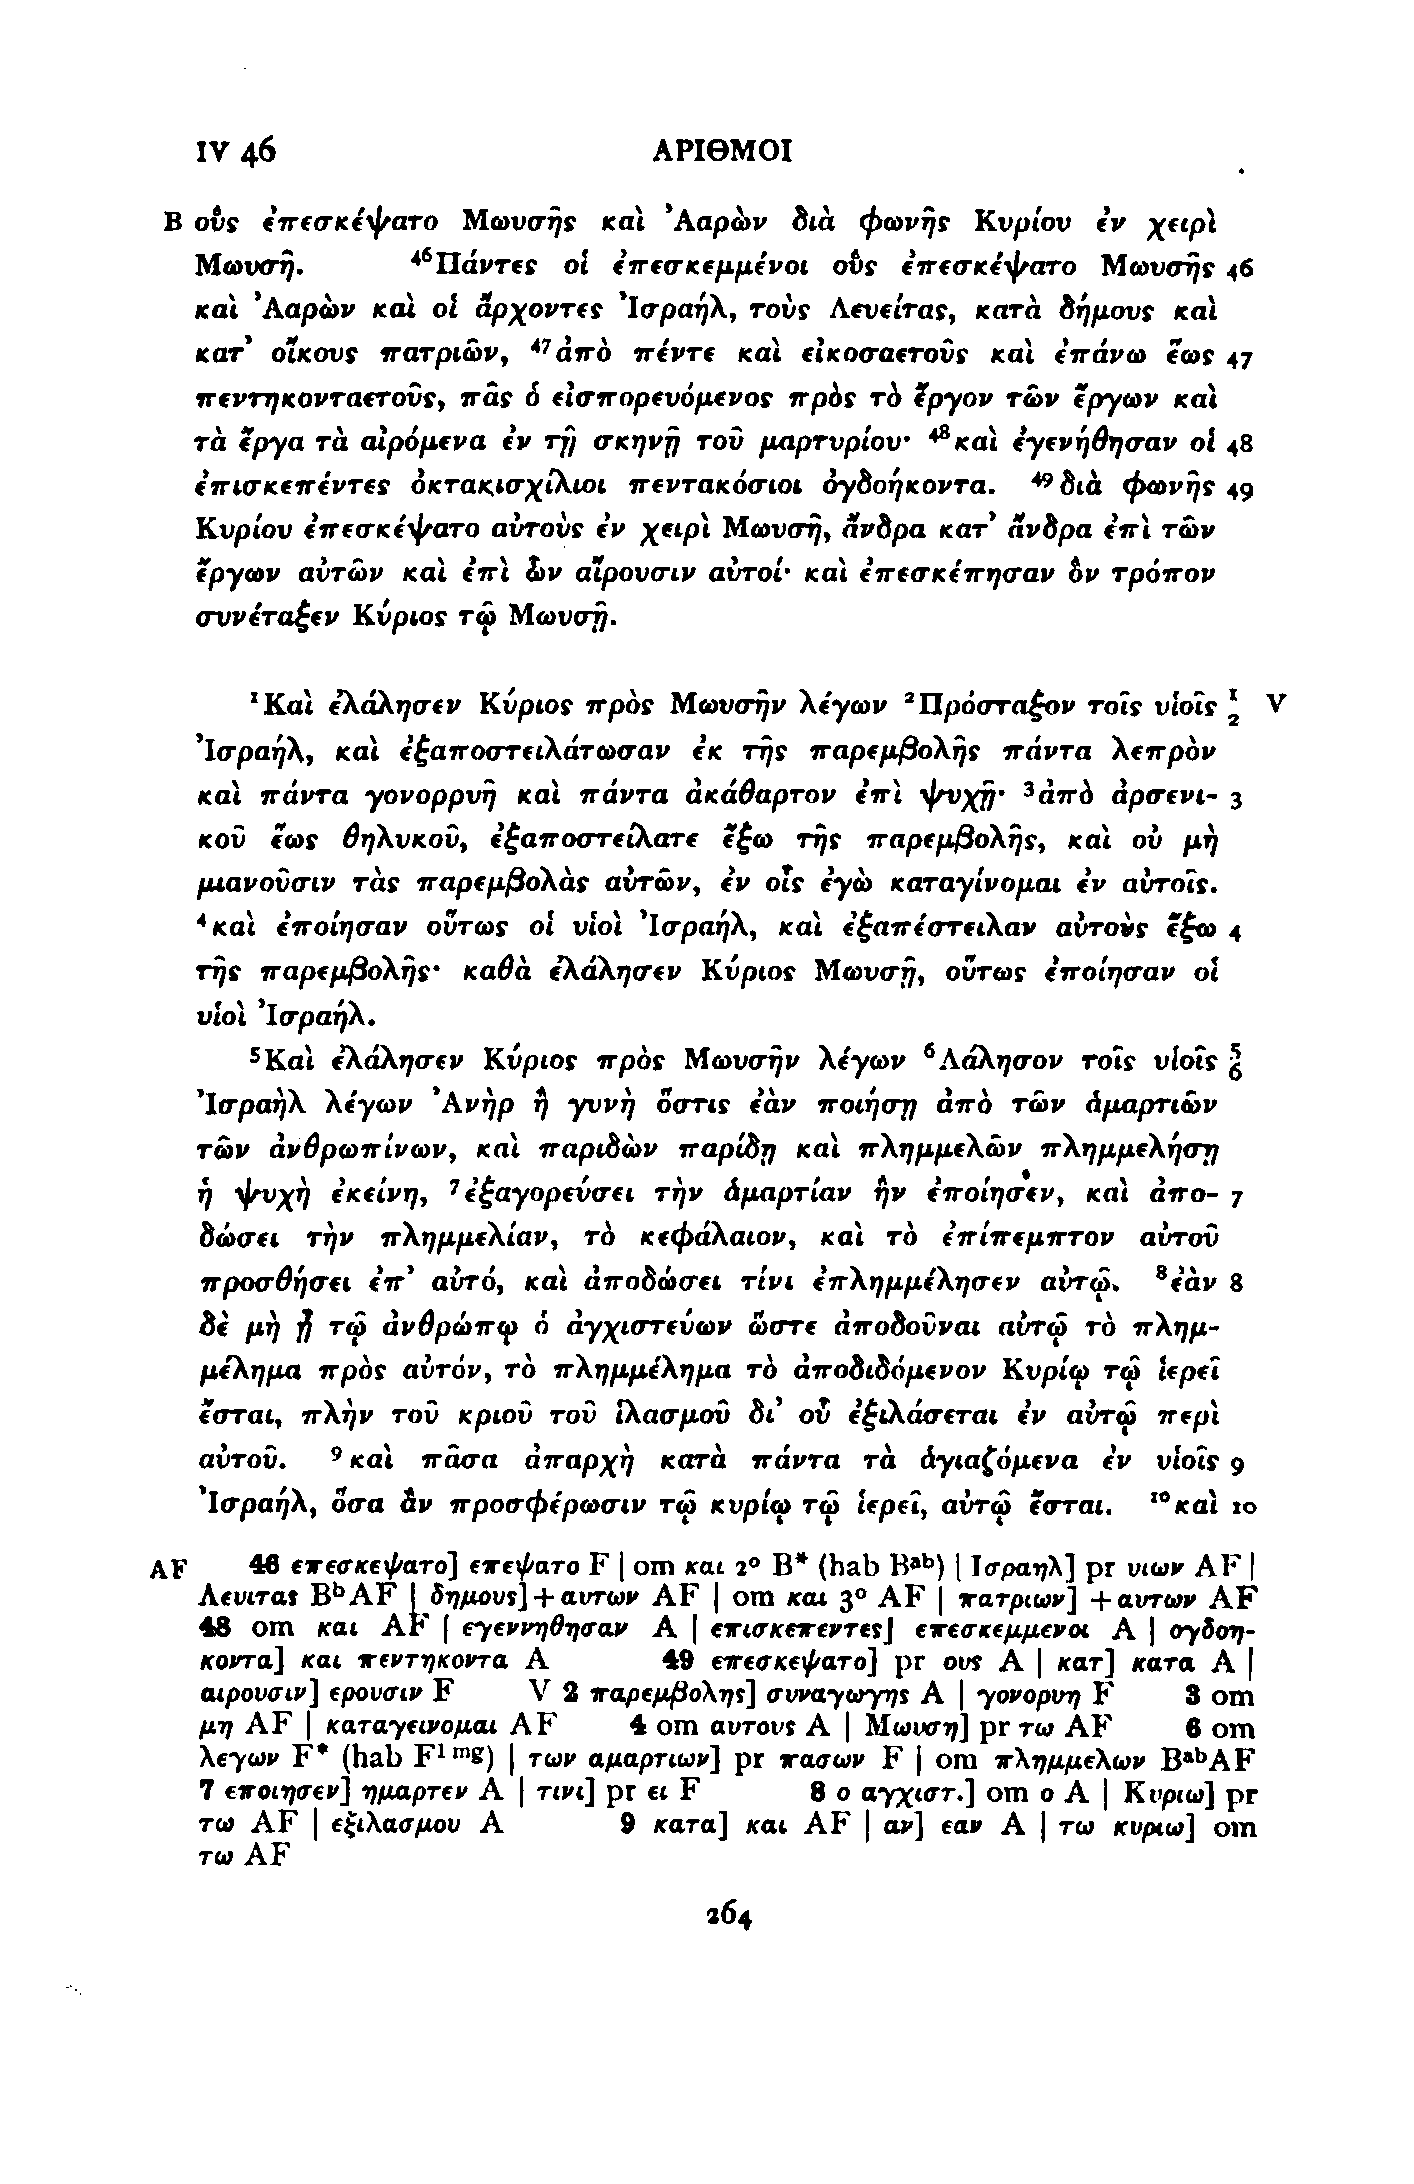 IV 46 ΑΡΙΘΜΟΙ
B οὓς ἐπεσκέψατο Μωυσῆς καὶ Ἀαρὼν διὰ φωνῆς Κυρίου ἐν χειρὶ
Μωυσῆ. ⁴⁶Πάντες οἱ ἐπεσκεμμένοι οὓς ἐπεσκέψατο Μωυσῆς 46
καὶ Ἀαρὼν καὶ οἱ ἄρχοντες Ἰσραήλ, τοὺς Λευείτας, κατὰ δήμους καὶ
κατ᾽ οἴκους πατριῶν, ⁴⁷ἀπὸ πέντε καὶ εἰκοσαετοῦς καὶ ἐπάνω ἕως 47
πεντηκονταετοῦς, πᾶς ὁ εἰσπορευόμενος πρὸς τὸ ἔργον τῶν ἔργων καὶ
τὰ ἔργα τὰ αἰρόμενα ἐν τῇ σκηνῇ τοῦ μαρτυρίου· ⁴⁸καὶ ἐγενήθησαν οἱ 48
ἐπισκεπέντες ὀκτακισχίλιοι πεντακόσιοι ὀγδοήκοντα. ⁴⁹διὰ φωνῆς 49
Κυρίου ἐπεσκέψατο αὐτοὺς ἐν χειρὶ Μωυσῆ, ἄνδρα κατ᾽ ἄνδρα ἐπὶ τῶν
ἔργων αὐτῶν καὶ ἐπὶ ὧν αἴρουσιν αὐτοί· καὶ ἐπεσκέπησαν ὃν τρόπον
συνέταξεν Κύριος τῷ Μωυσῇ.
¹Καὶ ἐλάλησεν Κύριος πρὸς Μωυσῆν λέγων ²Πρόσταξον τοῖς υἱοῖς 1 2 V
Ἰσραήλ, καὶ ἐξαποστειλάτωσαν ἐκ τῆς παρεμβολῆς πάντα λεπρὸν
καὶ πάντα γονορρυῆ καὶ πάντα ἀκάθαρτον ἐπὶ ψυχῇ· ³ἀπὸ ἀρσενι- 3
κοῦ ἕως θηλυκοῦ, ἐξαποστείλατε ἔξω τῆς παρεμβολῆς, καὶ οὐ μὴ
μιανοῦσιν τὰς παρεμβολὰς αὐτῶν, ἐν οἷς ἐγὼ καταγίνομαι ἐν αὐτοῖς.
⁴καὶ ἐποίησαν οὕτως οἱ υἱοὶ Ἰσραήλ, καὶ ἐξαπέστειλαν αὐτοὺς ἔξω 4
τῆς παρεμβολῆς· καθὰ ἐλάλησεν Κύριος Μωυσῇ, οὕτως ἐποίησαν οἱ
υἱοὶ Ἰσραήλ.
⁵Καὶ ἐλάλησεν Κύριος πρὸς Μωυσῆν λέγων ⁶Λάλησον τοῖς υἱοῖς 5 6
Ἰσραὴλ λέγων Ἀνὴρ ἢ γυνὴ ὅστις ἐὰν ποιήσῃ ἀπὸ τῶν ἁμαρτιῶν
τῶν ἀνθρωπίνων, καὶ παριδὼν παρίδῃ καὶ πλημμελῶν πλημμελήσῃ
ἡ ψυχὴ ἐκείνη, ⁷ἐξαγορεύσει τὴν ἁμαρτίαν ἣν ἐποίησεν, καὶ ἀπο- 7
δώσει τὴν πλημμελίαν, τὸ κεφάλαιον, καὶ τὸ ἐπίπεμπτον αὐτοῦ
προσθήσει ἐπ᾽ αὐτό, καὶ ἀποδώσει τίνι ἐπλημμέλησεν αὐτῷ. ⁸ἐὰν 8
δὲ μὴ ᾖ τῷ ἀνθρώπῳ ὁ ἀγχιστεύων ὥστε ἀποδοῦναι αὐτῷ τὸ πλημ-
μέλημα πρὸς αὐτόν, τὸ πλημμέλημα τὸ ἀποδιδόμενον Κυρίῳ τῷ ἱερεῖ
ἔσται, πλὴν τοῦ κριοῦ τοῦ ἱλασμοῦ δι᾽ οὗ ἐξιλάσεται ἐν αὐτῷ περὶ
αὐτοῦ. ⁹καὶ πᾶσα ἀπαρχὴ κατὰ πάντα τὰ ἁγιαζόμενα ἐν υἱοῖς 9
Ἰσραήλ, ὅσα ἂν προσφέρωσιν τῷ κυρίῳ τῷ ἱερεῖ, αὐτῷ ἔσται. ¹⁰καὶ 10
AF 46 επεσκεψατο] επεψατο F | om και 2º B* (hab Bᵃᵇ) | Ισραηλ] pr υιων AF |
Λευιτας BᵇAF | δημους]+αυτων AF | om και 3º AF | πατριων] +αυτων AF
48 om και AF | εγεννηθησαν A | επισκεπεντες] επεσκεμμενοι A | ογδοη-
κοντα] και πεντηκοντα A 49 επεσκεψατο] pr ους A | κατ] κατα A |
αιρουσιν] ερουσιν F V 2 παρεμβολης] συναγωγης A | γονορυη F 3 om
μη AF | καταγεινομαι AF 4 om αυτους A | Μωυση] pr τω AF 6 om
λεγων F* (hab F¹ ᵐᵍ) | των αμαρτιων] pr πασων F | om πλημμελων BᵃᵇAF
7 εποιησεν] ημαρτεν A | τινι] pr ει F 8 ο αγχιστ.] om ο A | Κυριω] pr
τω AF | εξιλασμου A 9 κατα] και AF | αν] εαν A | τω κυριω] om
τω AF
264